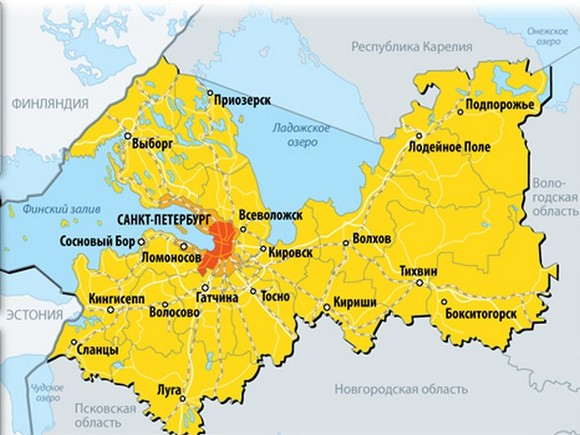 Республика Карелия
Онежское
озеро
ФИНЛЯНДИЯ
Приозерск
Подпорожье
Ладожское
озеро
Выборг
Лодейное Поле
Воло-
годская
область
Финский залив
САНКТ-ПЕТЕРБУРГ
Всеволожск
Сосновый Бор
Ломоносов
Кировск
Волхов
Тихвин
Гатчина
Тосно
Кингисепп
Волосово
Кириши
Бокситогорск
ЭСТОНИЯ
Сланцы
Чудское
озеро
Луга
Новгородская область
Псковская
область